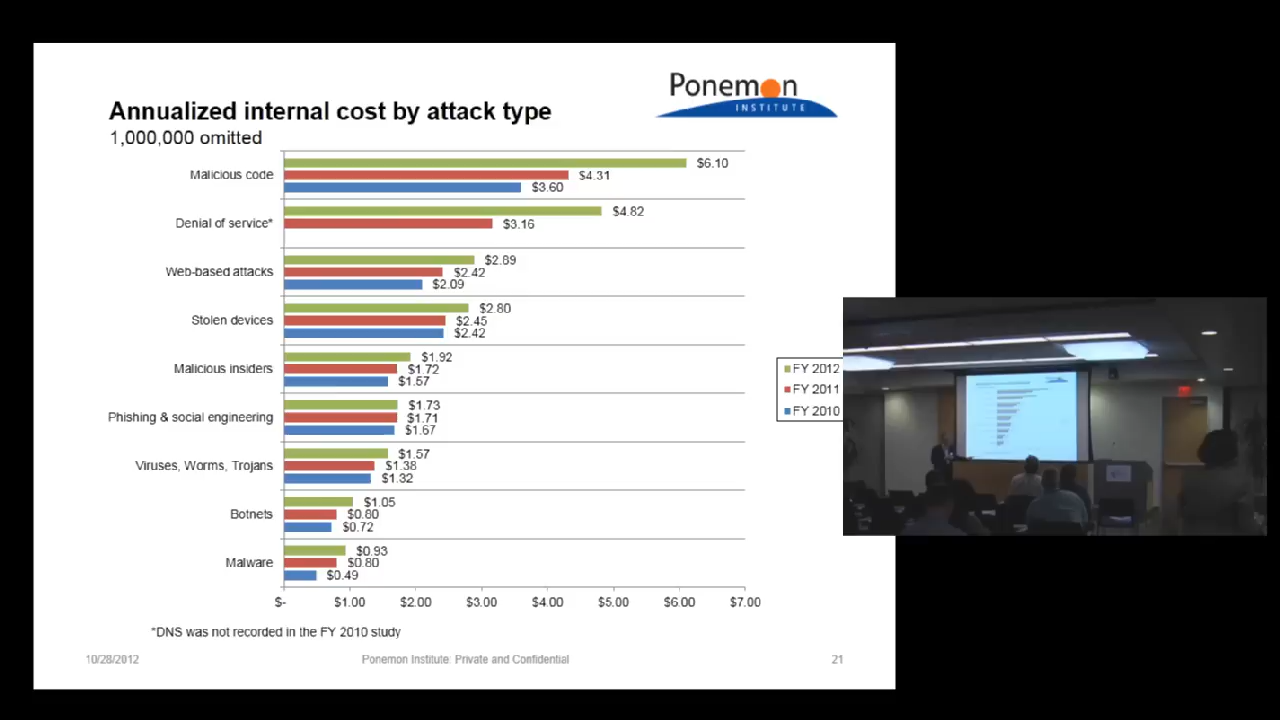 Ponemon
INSTITUTE
Annualized internal cost by attack type
1,000,000 omitted
Malicious code
$6.10
$4.31
$3.60
Denial of service*
$4.82
$3.16
Web-based attacks
$2.89
$2.42
$2.09
Stolen devices
$2.80
$2.45
$2.42
Malicious insiders
$1.92
$1.72
$1.57
Phishing & social engineering
$1.73
$1.71
$1.67
Viruses, Worms, Trojans
$1.57
$1.38
$1.32
Botnets
$1.05
$0.80
$0.72
Malware
$0.93
$0.80
$0.49
$- $1.00 $2.00 $3.00 $4.00 $5.00 $6.00 $7.00
FY 2012
FY 2011
FY 2010
*DNS was not recorded in the FY 2010 study
10/28/2012 Ponemon Institute: Private and Confidential 21